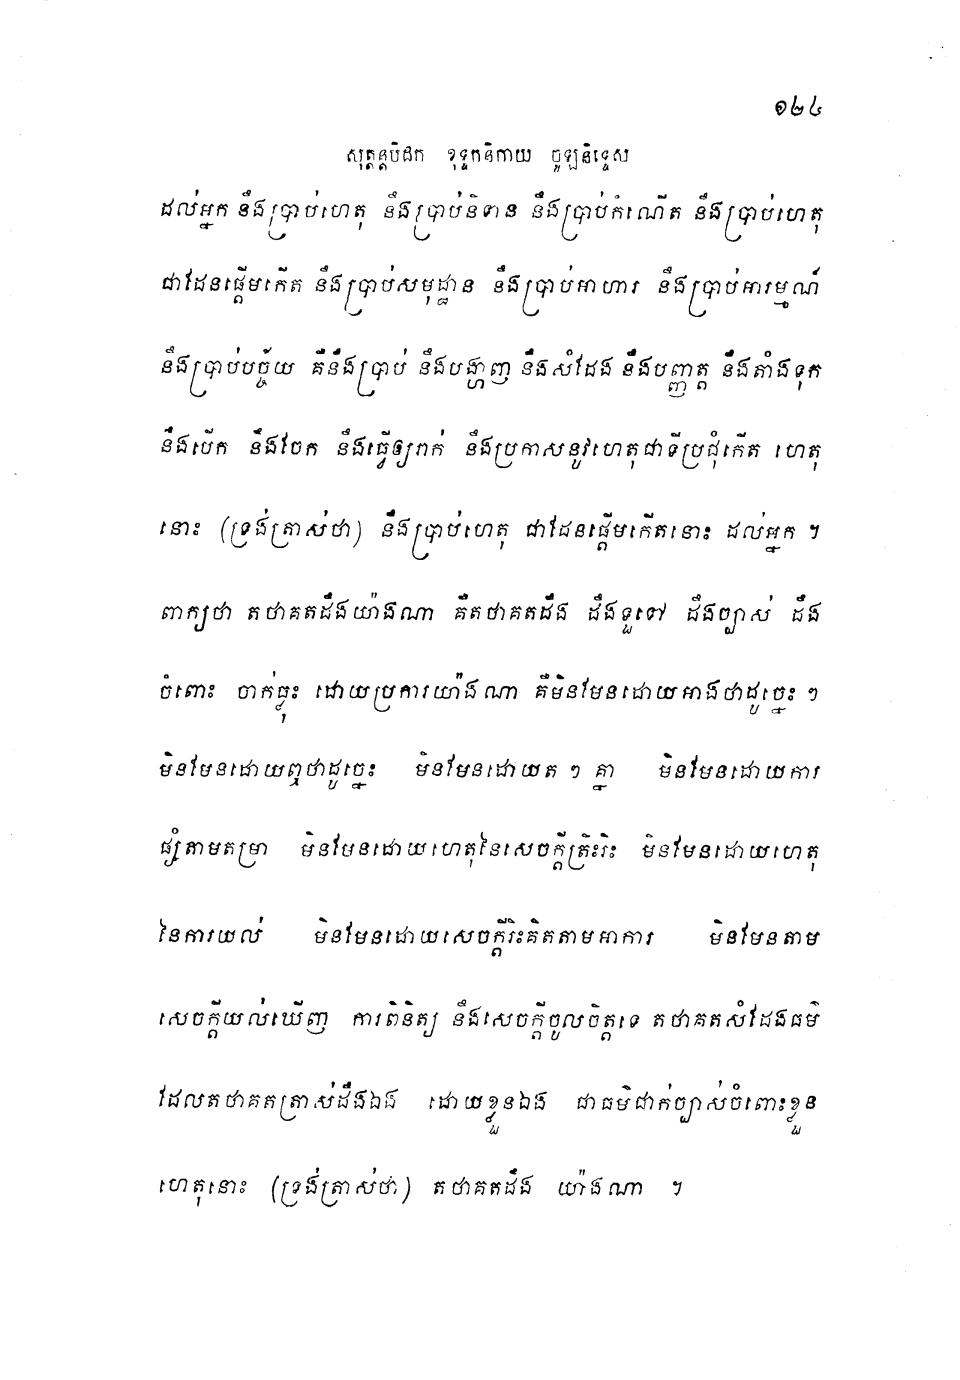 ១២៤
សុត្តន្តបិដក ខុទ្ទកនិកាយ ចូឡនិទ្ទេស
ដល់អ្នក នឹងប្រាប់ហេតុ នឹងប្រាប់និទាន នឹងប្រាប់កំណើត នឹងប្រាប់ហេតុ
ជាដែនផ្តើមកើត នឹងប្រាប់សមុដ្ឋាន នឹងប្រាប់អាហារ នឹងប្រាប់អារម្មណ៍
នឹងប្រាប់បច្ច័យ គឺនឹងប្រាប់ នឹងបង្ហាញ នឹងសំដែង នឹងបញ្ញត្ត នឹងតាំងទុក
នឹងបើក នឹងចែក នឹងធ្វើឲ្យរាក់ នឹងប្រកាសនូវហេតុជាទីប្រជុំកើត ហេតុ
នោះ (ទ្រង់ត្រាស់ថា) នឹងប្រាប់ហេតុ ជាដែនផ្តើមកើតនោះ ដល់អ្នក ។
ពាក្យថា តថាគតដឹងយ៉ាងណា គឺតថាគតដឹង ដឹងទួទៅ ដឹងច្បាស់ ដឹង
ចំពោះ ចាក់ធ្លុះ ដោយប្រការយ៉ាងណា គឺមិនមែនដោយអាងថាដូច្នេះ ៗ
មិនមែនដោយឮថាដូច្នេះ មិនមែនដោយត ៗ គ្នា មិនមែនដោយការ
ផ្សំតាមតម្រា មិនមែនដោយហេតុនៃសេចក្តីត្រិះរិះ មិនមែនដោយហេតុ
នៃការយល់ មិនមែនដោយសេចក្តីរិះគិតតាមអាការ មិនមែនតាម
សេចក្តីយល់ឃើញ ការពិនិត្យ នឹងសេចក្តីចូលចិត្តទេ តថាគតសំដែងធម៌
ដែលតថាគតត្រាស់ដឹងឯង ដោយខ្លួនឯង ជាធម៌ជាក់ច្បាស់ចំពោះខ្លួន
ហេតុនោះ (ទ្រង់ត្រាស់ថា) តថាគតដឹង យ៉ាងណា ។